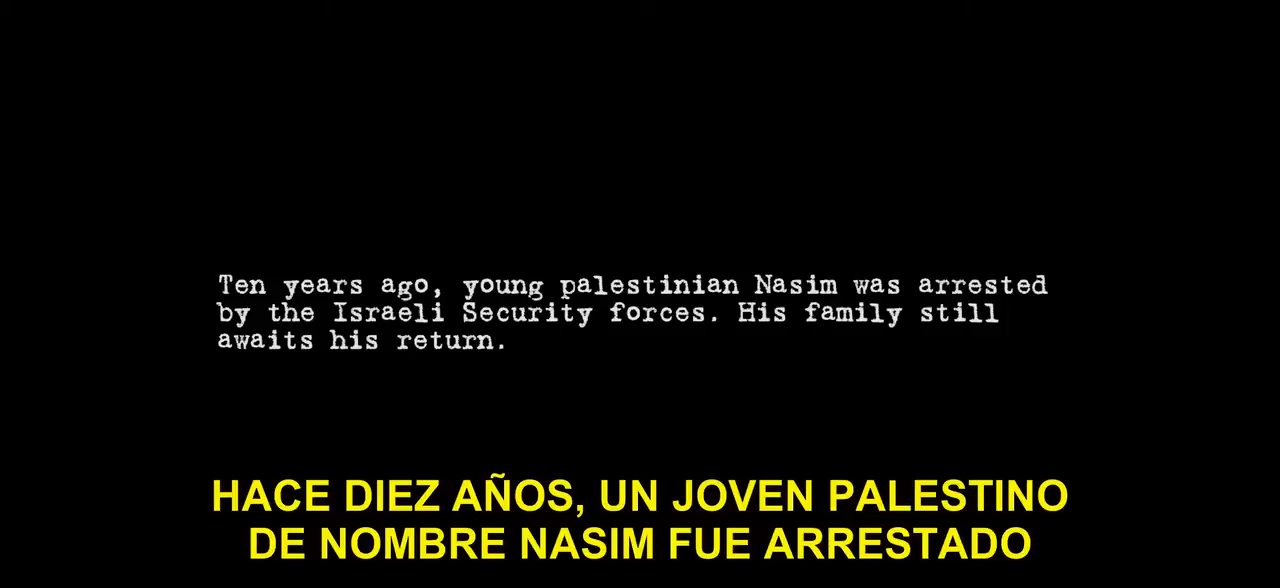 Ten years ago, young palestinian Nasim was arrested
by the Israeli Security forces. His family still
awaits his return.
HACE DIEZ AÑOS, UN JOVEN PALESTINO
DE NOMBRE NASIM FUE ARRESTADO